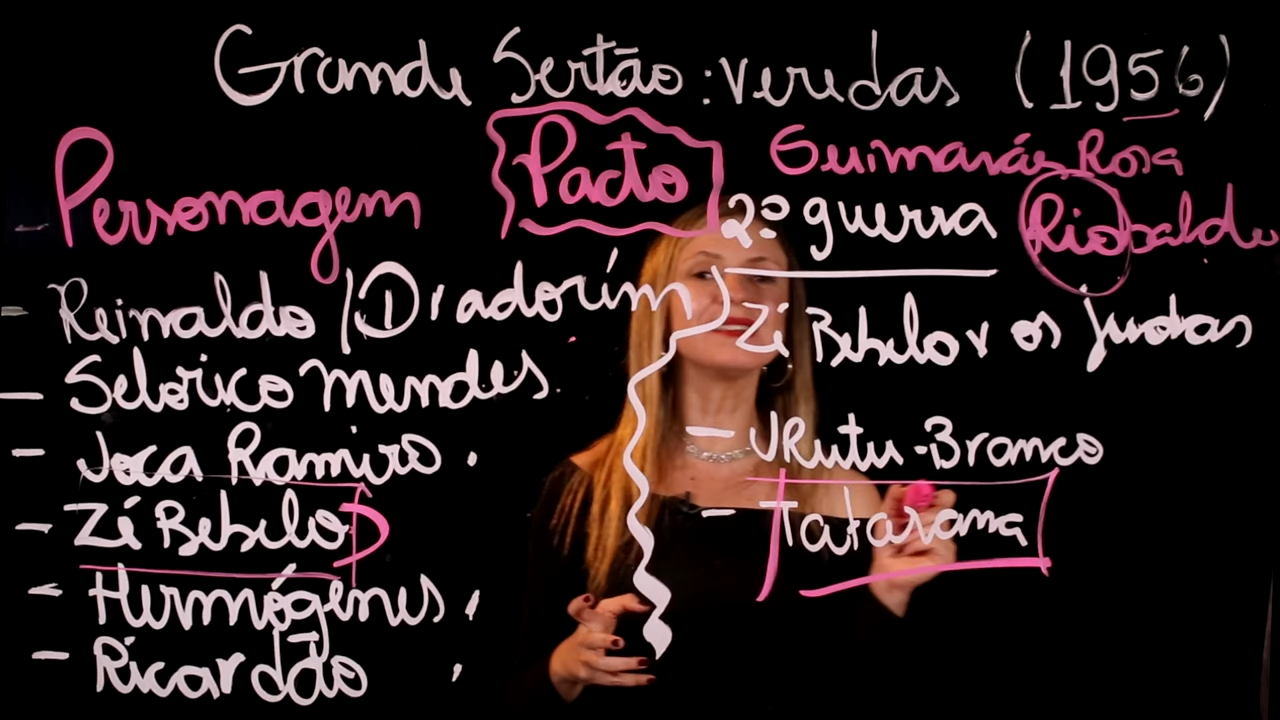 Grande Sertão: veredas (1956)
Personagem
Pacto
Guimarães Rosa
2ª guerra
Riobaldo
- Reinaldo / Diadorim
- Selorico Mendes
- Joca Ramiro
- Zé Bebelo
- Hermógenes
- Ricardão
Zé Bebelo v os judas
- URutu-Branco
- Tatarana